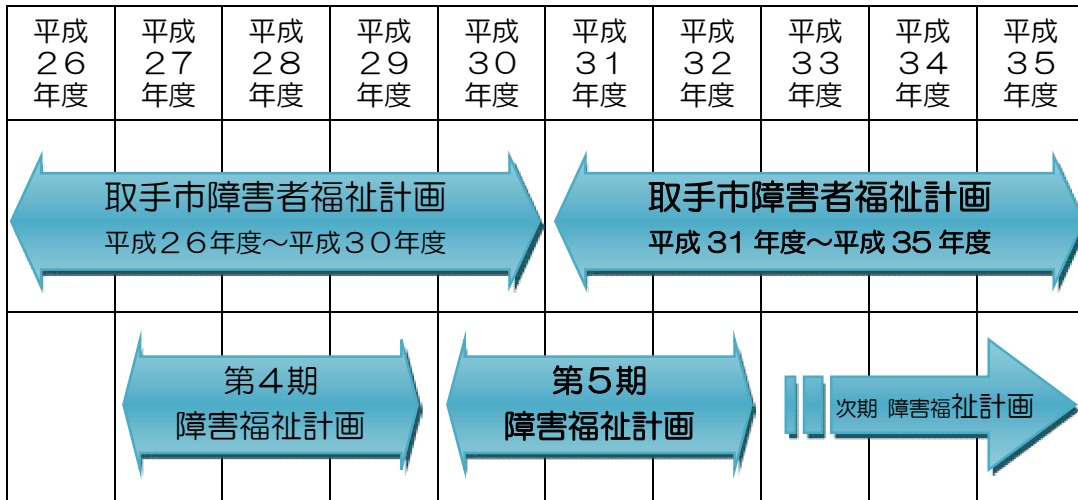 平成
２６
年度
平成
２７
年度
平成
２８
年度
平成
２９
年度
平成
３０
年度
平成
３１
年度
平成
３２
年度
平成
３３
年度
平成
３４
年度
平成
３５
年度
取手市障害者福祉計画
平成２６年度～平成３０年度
取手市障害者福祉計画
平成 31 年度～平成 35 年度
第４期
障害福祉計画
第５期
障害福祉計画
次期 障害福祉計画